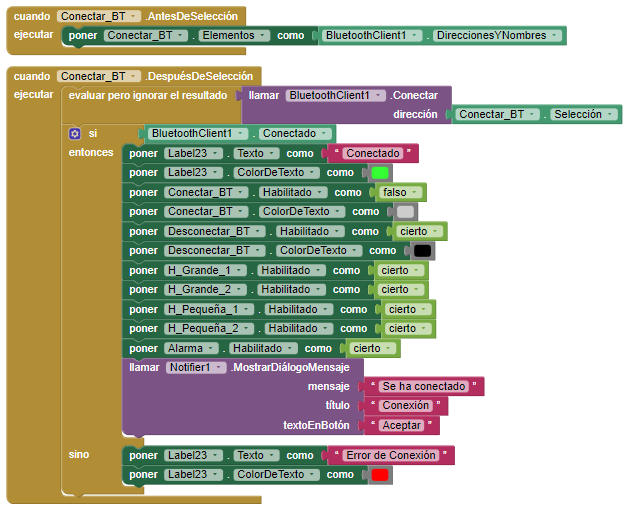 cuando Conectar_BT .AntesDeSelección
ejecutar poner Conectar_BT . Elementos como BluetoothClient1 . DireccionesYNombres
cuando Conectar_BT .DespuésDeSelección
ejecutar evaluar pero ignorar el resultado llamar BluetoothClient1 .Conectar
dirección Conectar_BT . Selección
si BluetoothClient1 . Conectado
entonces poner Label23 . Texto como “ Conectado ”
poner Label23 . ColorDeTexto como
poner Conectar_BT . Habilitado como falso
poner Conectar_BT . ColorDeTexto como
poner Desconectar_BT . Habilitado como cierto
poner Desconectar_BT . ColorDeTexto como
poner H_Grande_1 . Habilitado como cierto
poner H_Grande_2 . Habilitado como cierto
poner H_Pequeña_1 . Habilitado como cierto
poner H_Pequeña_2 . Habilitado como cierto
poner Alarma . Habilitado como cierto
llamar Notifier1 .MostrarDiálogoMensaje
mensaje “ Se ha conectado ”
título “ Conexión ”
textoEnBotón “ Aceptar ”
sino poner Label23 . Texto como “ Error de Conexión ”
poner Label23 . ColorDeTexto como